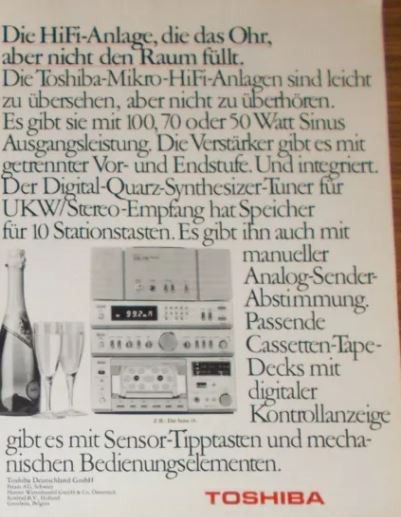 Die HiFi-Anlage, die das Ohr,
aber nicht den Raum füllt.
Die Toshiba-Mikro-HiFi-Anlagen sind leicht
zu übersehen, aber nicht zu überhören.
Es gibt sie mit 100, 70 oder 50 Watt Sinus
Ausgangsleistung. Die Verstärker gibt es mit
getrennter Vor- und Endstufe. Und integriert.
Der Digital-Quarz-Synthesizer-Tuner für
UKW/Stereo-Empfang hat Speicher
für 10 Stationstasten. Es gibt ihn auch mit
manueller
Analog-Sender-
Abstimmung.
Passende
Cassetten-Tape-
Decks mit
digitaler
Kontrollanzeige
Z.B.: Die Serie 15.
gibt es mit Sensor-Tipptasten und mecha-
nischen Bedienungselementen.
Toshiba Deutschland GmbH
TOSHIBA